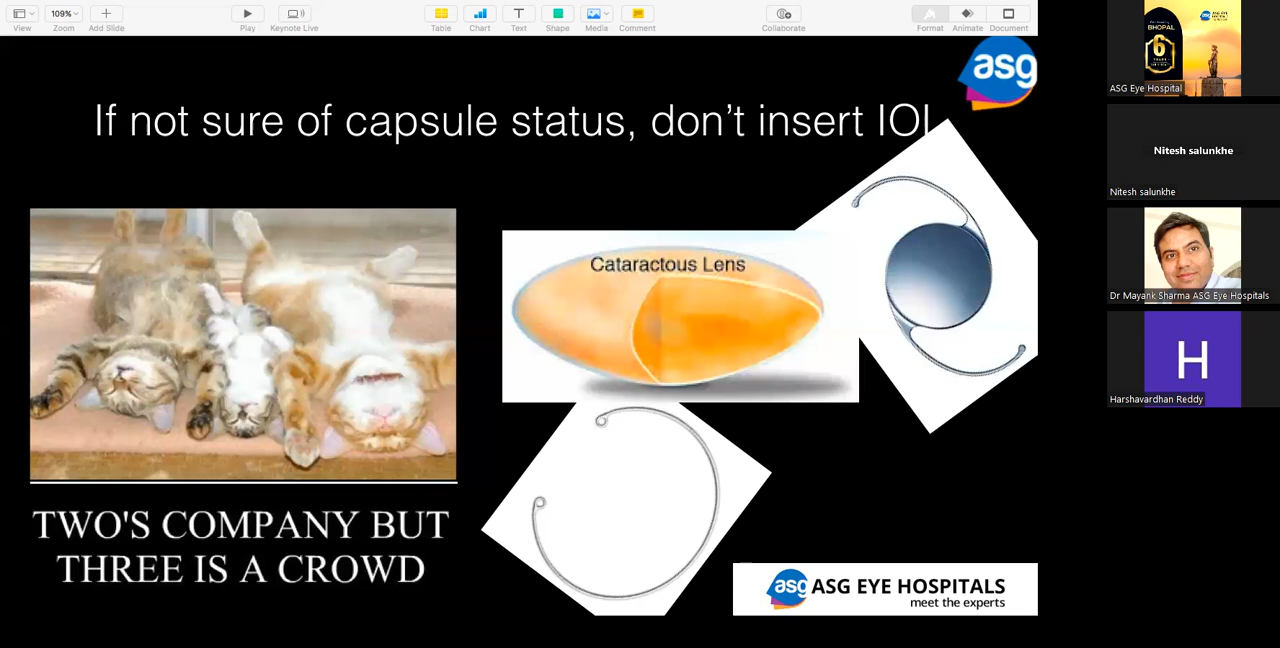 View
109%
Zoom
Add Slide
Play
Keynote Live
Table
Chart
Text
Shape
Media
Comment
Collaborate
Format
Animate
Document
asg
If not sure of capsule status, don't insert IOL
Cataractous Lens
TWO'S COMPANY BUT
THREE IS A CROWD
asg ASG EYE HOSPITALS
meet the experts
BHOPAL
6
YEARS
ASG Eye Hospital
Nitesh salunkhe
Nitesh salunkhe
Dr Mayank Sharma ASG Eye Hospitals
H
Harshavardhan Reddy